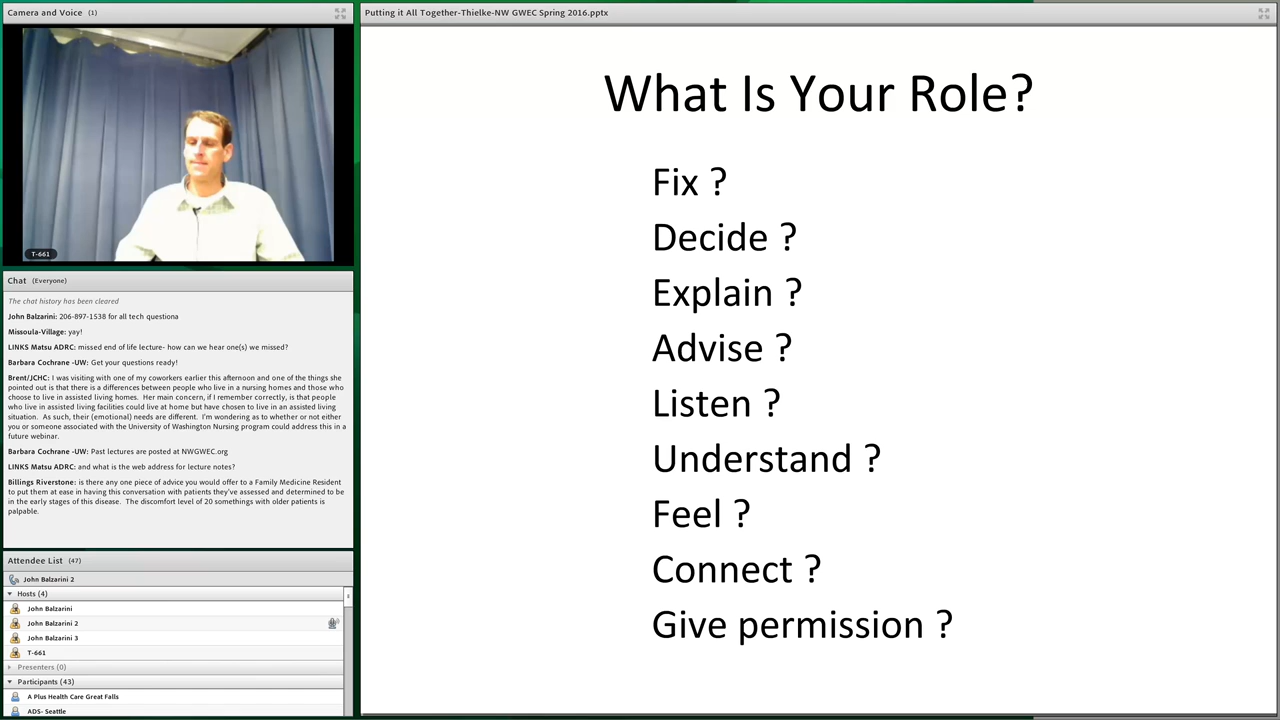 Camera and Voice (1)
T-661
Chat (Everyone)
The chat history has been cleared
John Balzarini: 206-897-1538 for all tech questiona
Missoula-Village: yay!
LINKS Matsu ADRC: missed end of life lecture- how can we hear one(s) we missed?
Barbara Cochrane -UW: Get your questions ready!
Brent/JCHC: I was visiting with one of my coworkers earlier this afternoon and one of the things she
pointed out is that there is a differences between people who live in a nursing homes and those who
choose to live in assisted living homes. Her main concern, if I remember correctly, is that people
who live in assisted living facilities could live at home but have chosen to live in an assisted living
situation. As such, their (emotional) needs are different. I'm wondering as to whether or not either
you or someone associated with the University of Washington Nursing program could address this in a
future webinar.
Barbara Cochrane -UW: Past lectures are posted at NWGWEC.org
LINKS Matsu ADRC: and what is the web address for lecture notes?
Billings Riverstone: is there any one piece of advice you would offer to a Family Medicine Resident
to put them at ease in having this conversation with patients they've assessed and determined to be
in the early stages of this disease. The discomfort level of 20 somethings with older patients is
palpable.
Attendee List (47)
John Balzarini 2
Hosts (4)
John Balzarini
John Balzarini 2
John Balzarini 3
T-661
Presenters (0)
Participants (43)
A Plus Health Care Great Falls
ADS- Seattle
Putting it All Together-Thielke-NW GWEC Spring 2016.pptx
What Is Your Role?
Fix ?
Decide ?
Explain ?
Advise ?
Listen ?
Understand ?
Feel ?
Connect ?
Give permission ?